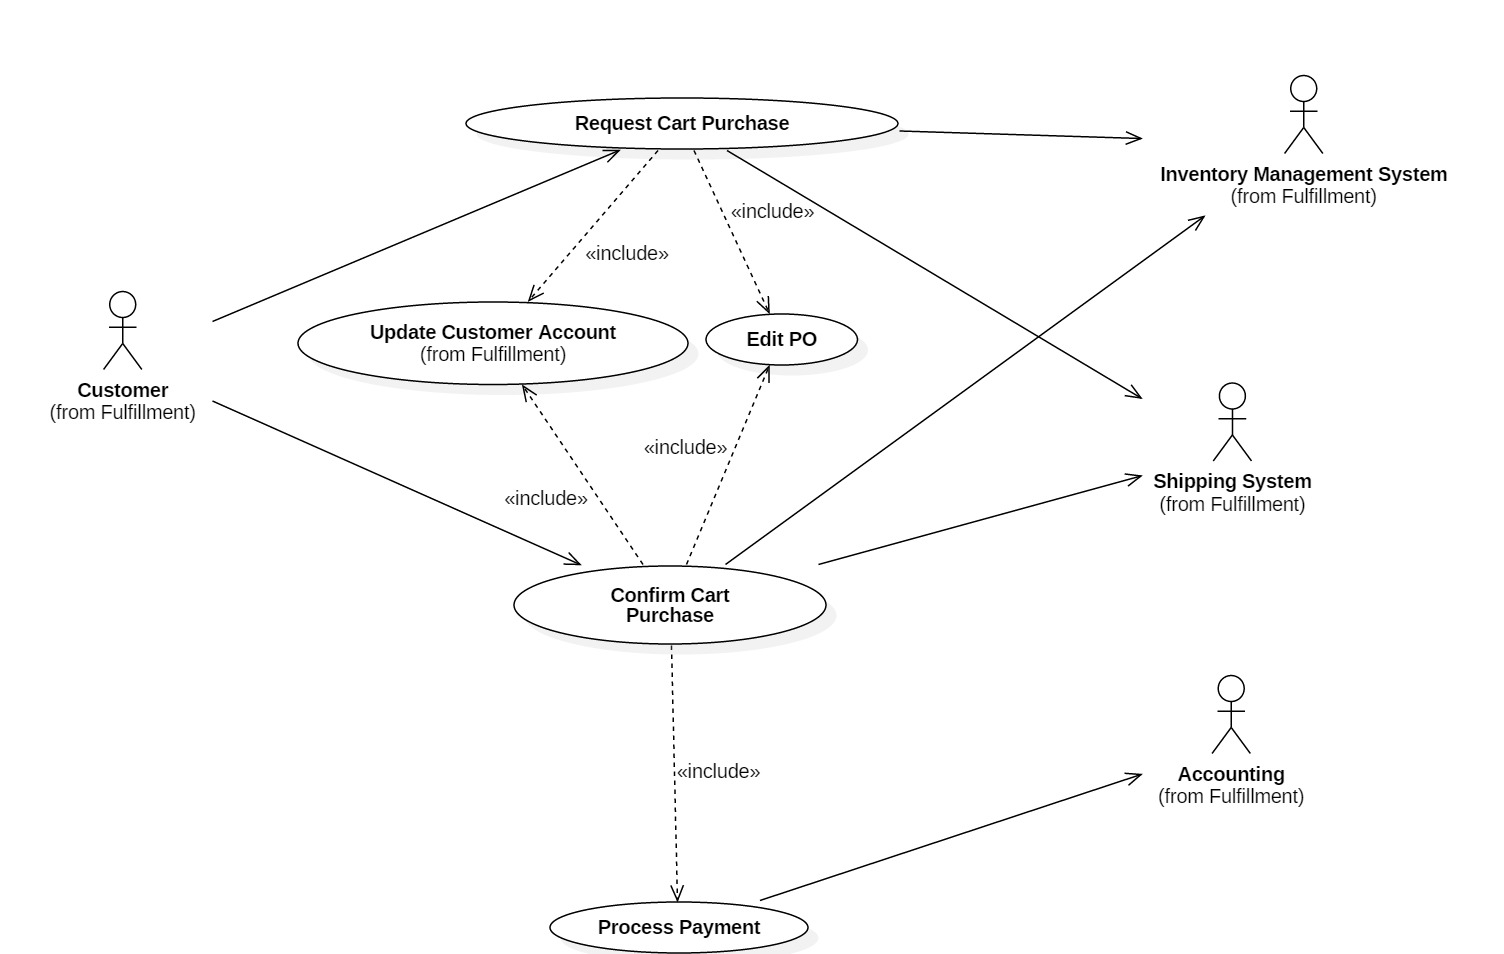 Request Cart Purchase
Inventory Management System
(from Fulfillment)
«include»
«include»
Update Customer Account
(from Fulfillment)
Edit PO
Customer
(from Fulfillment)
«include»
«include»
Shipping System
(from Fulfillment)
Confirm Cart
Purchase
«include»
Accounting
(from Fulfillment)
Process Payment